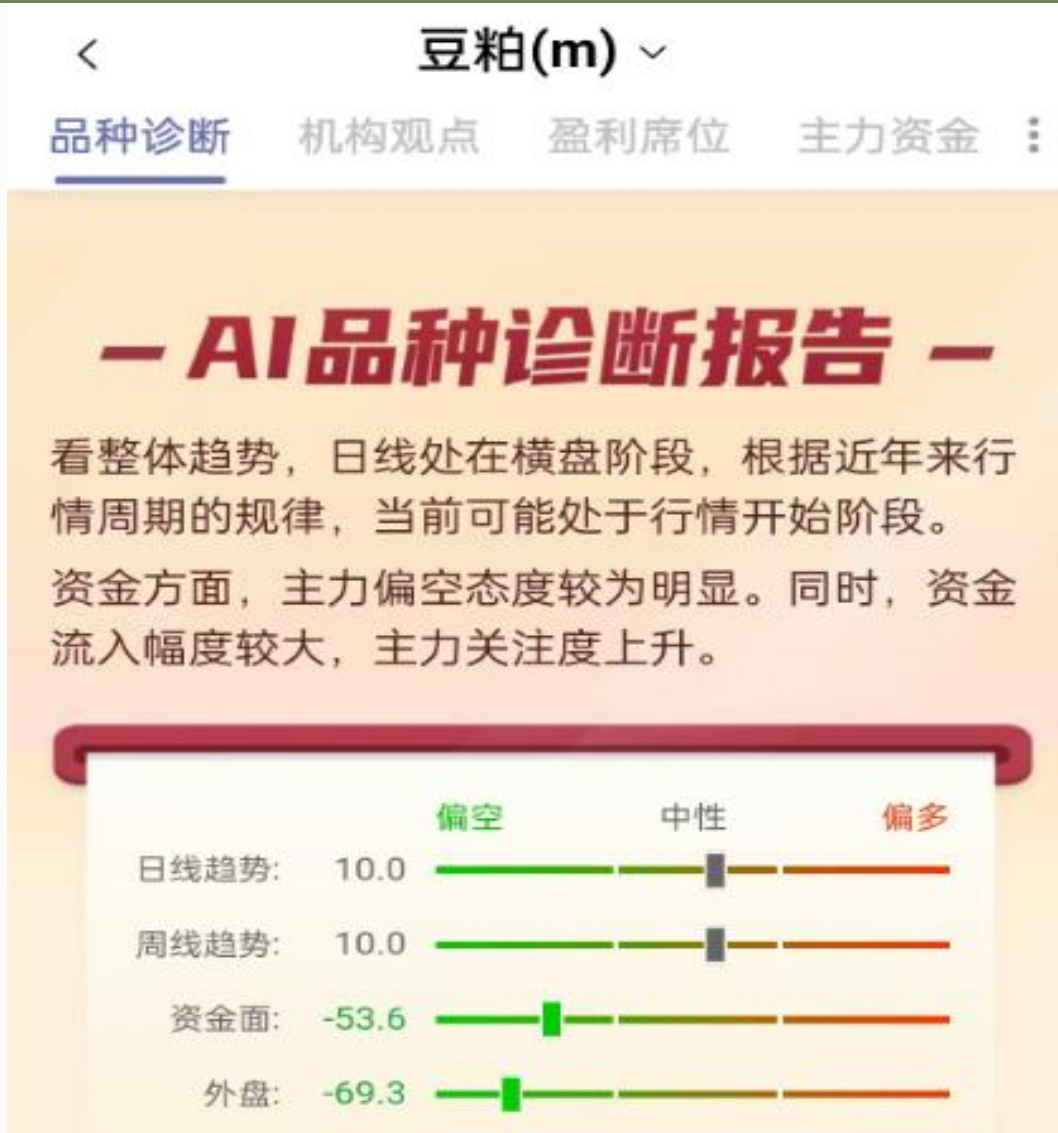 豆粕(m)
品种诊断 机构观点 盈利席位 主力资金
AI品种诊断报告
看整体趋势，日线处在横盘阶段，根据近年来行
情周期的规律，当前可能处于行情开始阶段。
资金方面，主力偏空态度较为明显。同时，资金
流入幅度较大，主力关注度上升。
偏空 中性 偏多
日线趋势: 10.0
周线趋势: 10.0
资金面: -53.6
外盘: -69.3